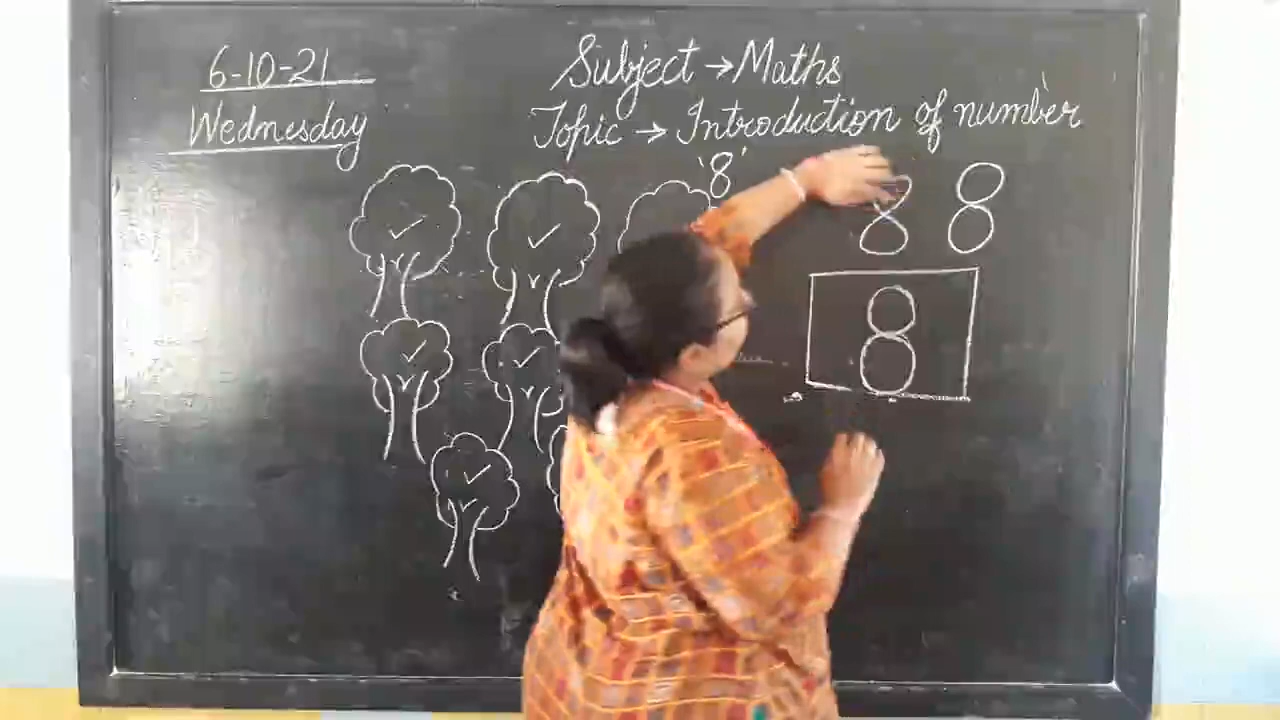 6-10-21
Wednesday
Subject → Maths
Topic → Introduction of number
'8'
8 8
8